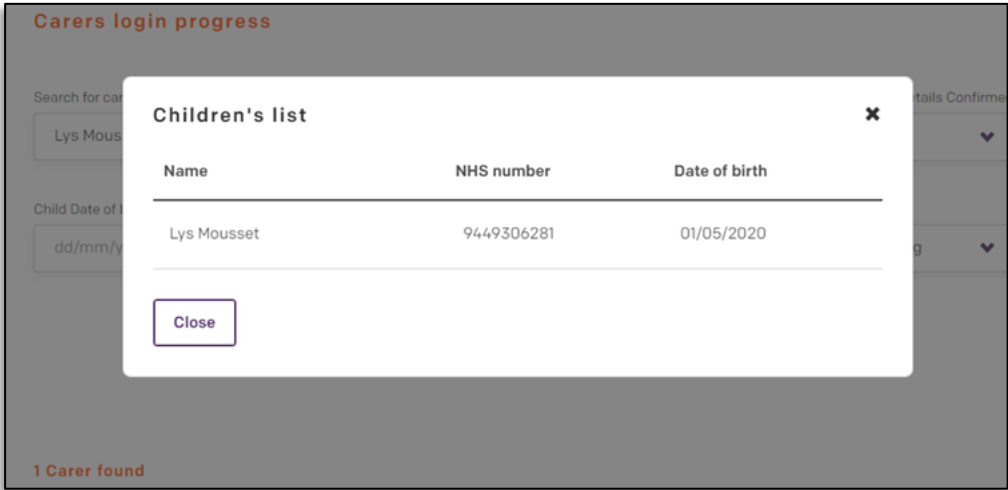 Carers login progress
Search for car
tails Confirme
Lys Mous
Child Date of
dd/mm/y
g
Children's list
Name NHS number Date of birth
Lys Mousset 9449306281 01/05/2020
Close
1 Carer found